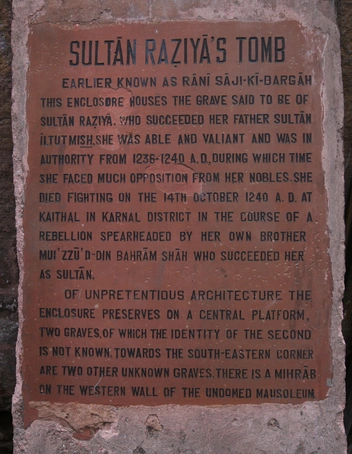 SULTĀN RAẒIYĀ'S TOMB
EARLIER KNOWN AS RĀNĪ SĀJI-KĪ-DARGĀH
THIS ENCLOSURE HOUSES THE GRAVE SAID TO BE OF
SULTĀN RAẒIYĀ, WHO SUCCEEDED HER FATHER SULTĀN
ĪLTUTMISH. SHE WAS ABLE AND VALIANT AND WAS IN
AUTHORITY FROM 1236-1240 A.D., DURING WHICH TIME
SHE FACED MUCH OPPOSITION FROM HER NOBLES. SHE
DIED FIGHTING ON THE 14TH OCTOBER 1240 A.D. AT
KAITHAL IN KARNAL DISTRICT IN THE COURSE OF A
REBELLION SPEARHEADED BY HER OWN BROTHER
MUI'ZZŪ'D-DIN BAHRĀM SHĀH WHO SUCCEEDED HER
AS SULTĀN.
OF UNPRETENTIOUS ARCHITECTURE THE
ENCLOSURE PRESERVES ON A CENTRAL PLATFORM,
TWO GRAVES, OF WHICH THE IDENTITY OF THE SECOND
IS NOT KNOWN. TOWARDS THE SOUTH-EASTERN CORNER
ARE TWO OTHER UNKNOWN GRAVES. THERE IS A MIHRĀB
ON THE WESTERN WALL OF THE UNDOMED MAUSOLEUM